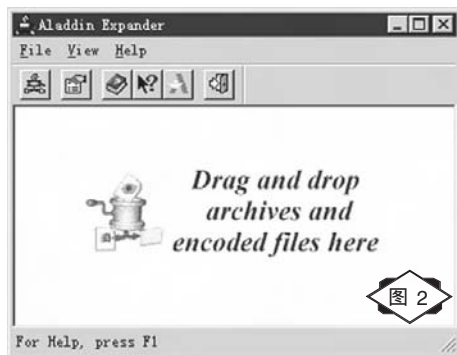 Aladdin Expander
File View Help
Drag and drop
archives and
encoded files here
图 2
For Help, press F1